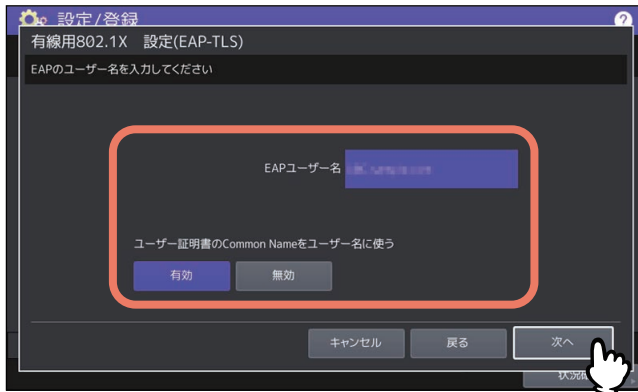 設定/登録
?
有線用802.1X 設定(EAP-TLS)
EAPのユーザー名を入力してください
EAPユーザー名
ユーザー証明書のCommon Nameをユーザー名に使う
有効 無効
キャンセル 戻る 次へ